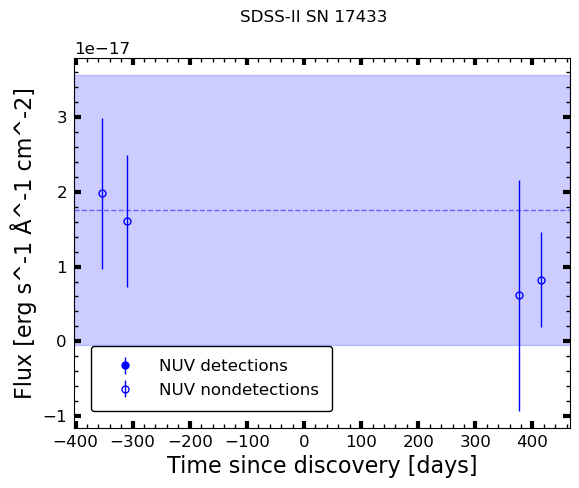 SDSS-II SN 17433
1e−17
3
2
1
0
−1
Flux [erg s^-1 Å^-1 cm^-2]
NUV detections
NUV nondetections
−400 −300 −200 −100 0 100 200 300 400
Time since discovery [days]